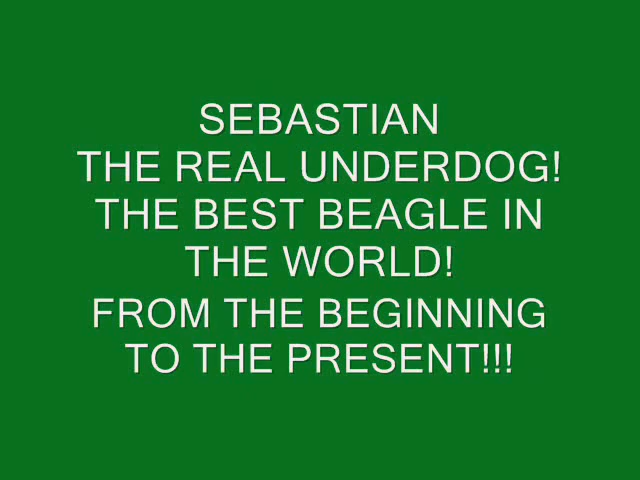 SEBASTIAN
THE REAL UNDERDOG!
THE BEST BEAGLE IN
THE WORLD!
FROM THE BEGINNING
TO THE PRESENT!!!